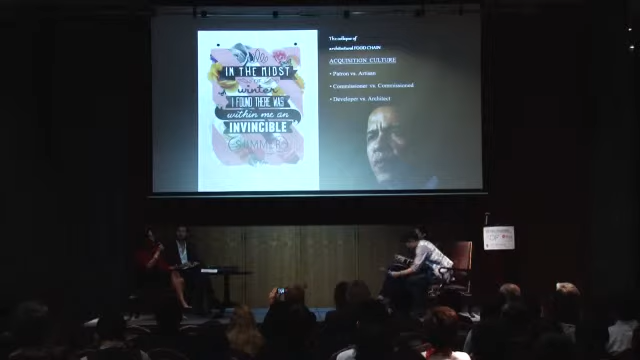 IN THE MIDST
OF
winter
I FOUND THERE WAS
within me an
INVINCIBLE
SUMMER
The collapse of
architectural FOOD CHAIN
ACQUISITION CULTURE
• Patron vs. Artisan
• Commissioner vs. Commissioned
• Developer vs. Architect